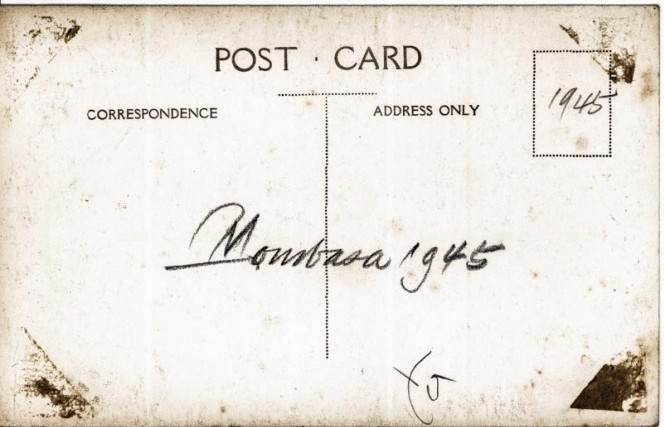 POST · CARD
CORRESPONDENCE
ADDRESS ONLY
1945
Mombasa 1945